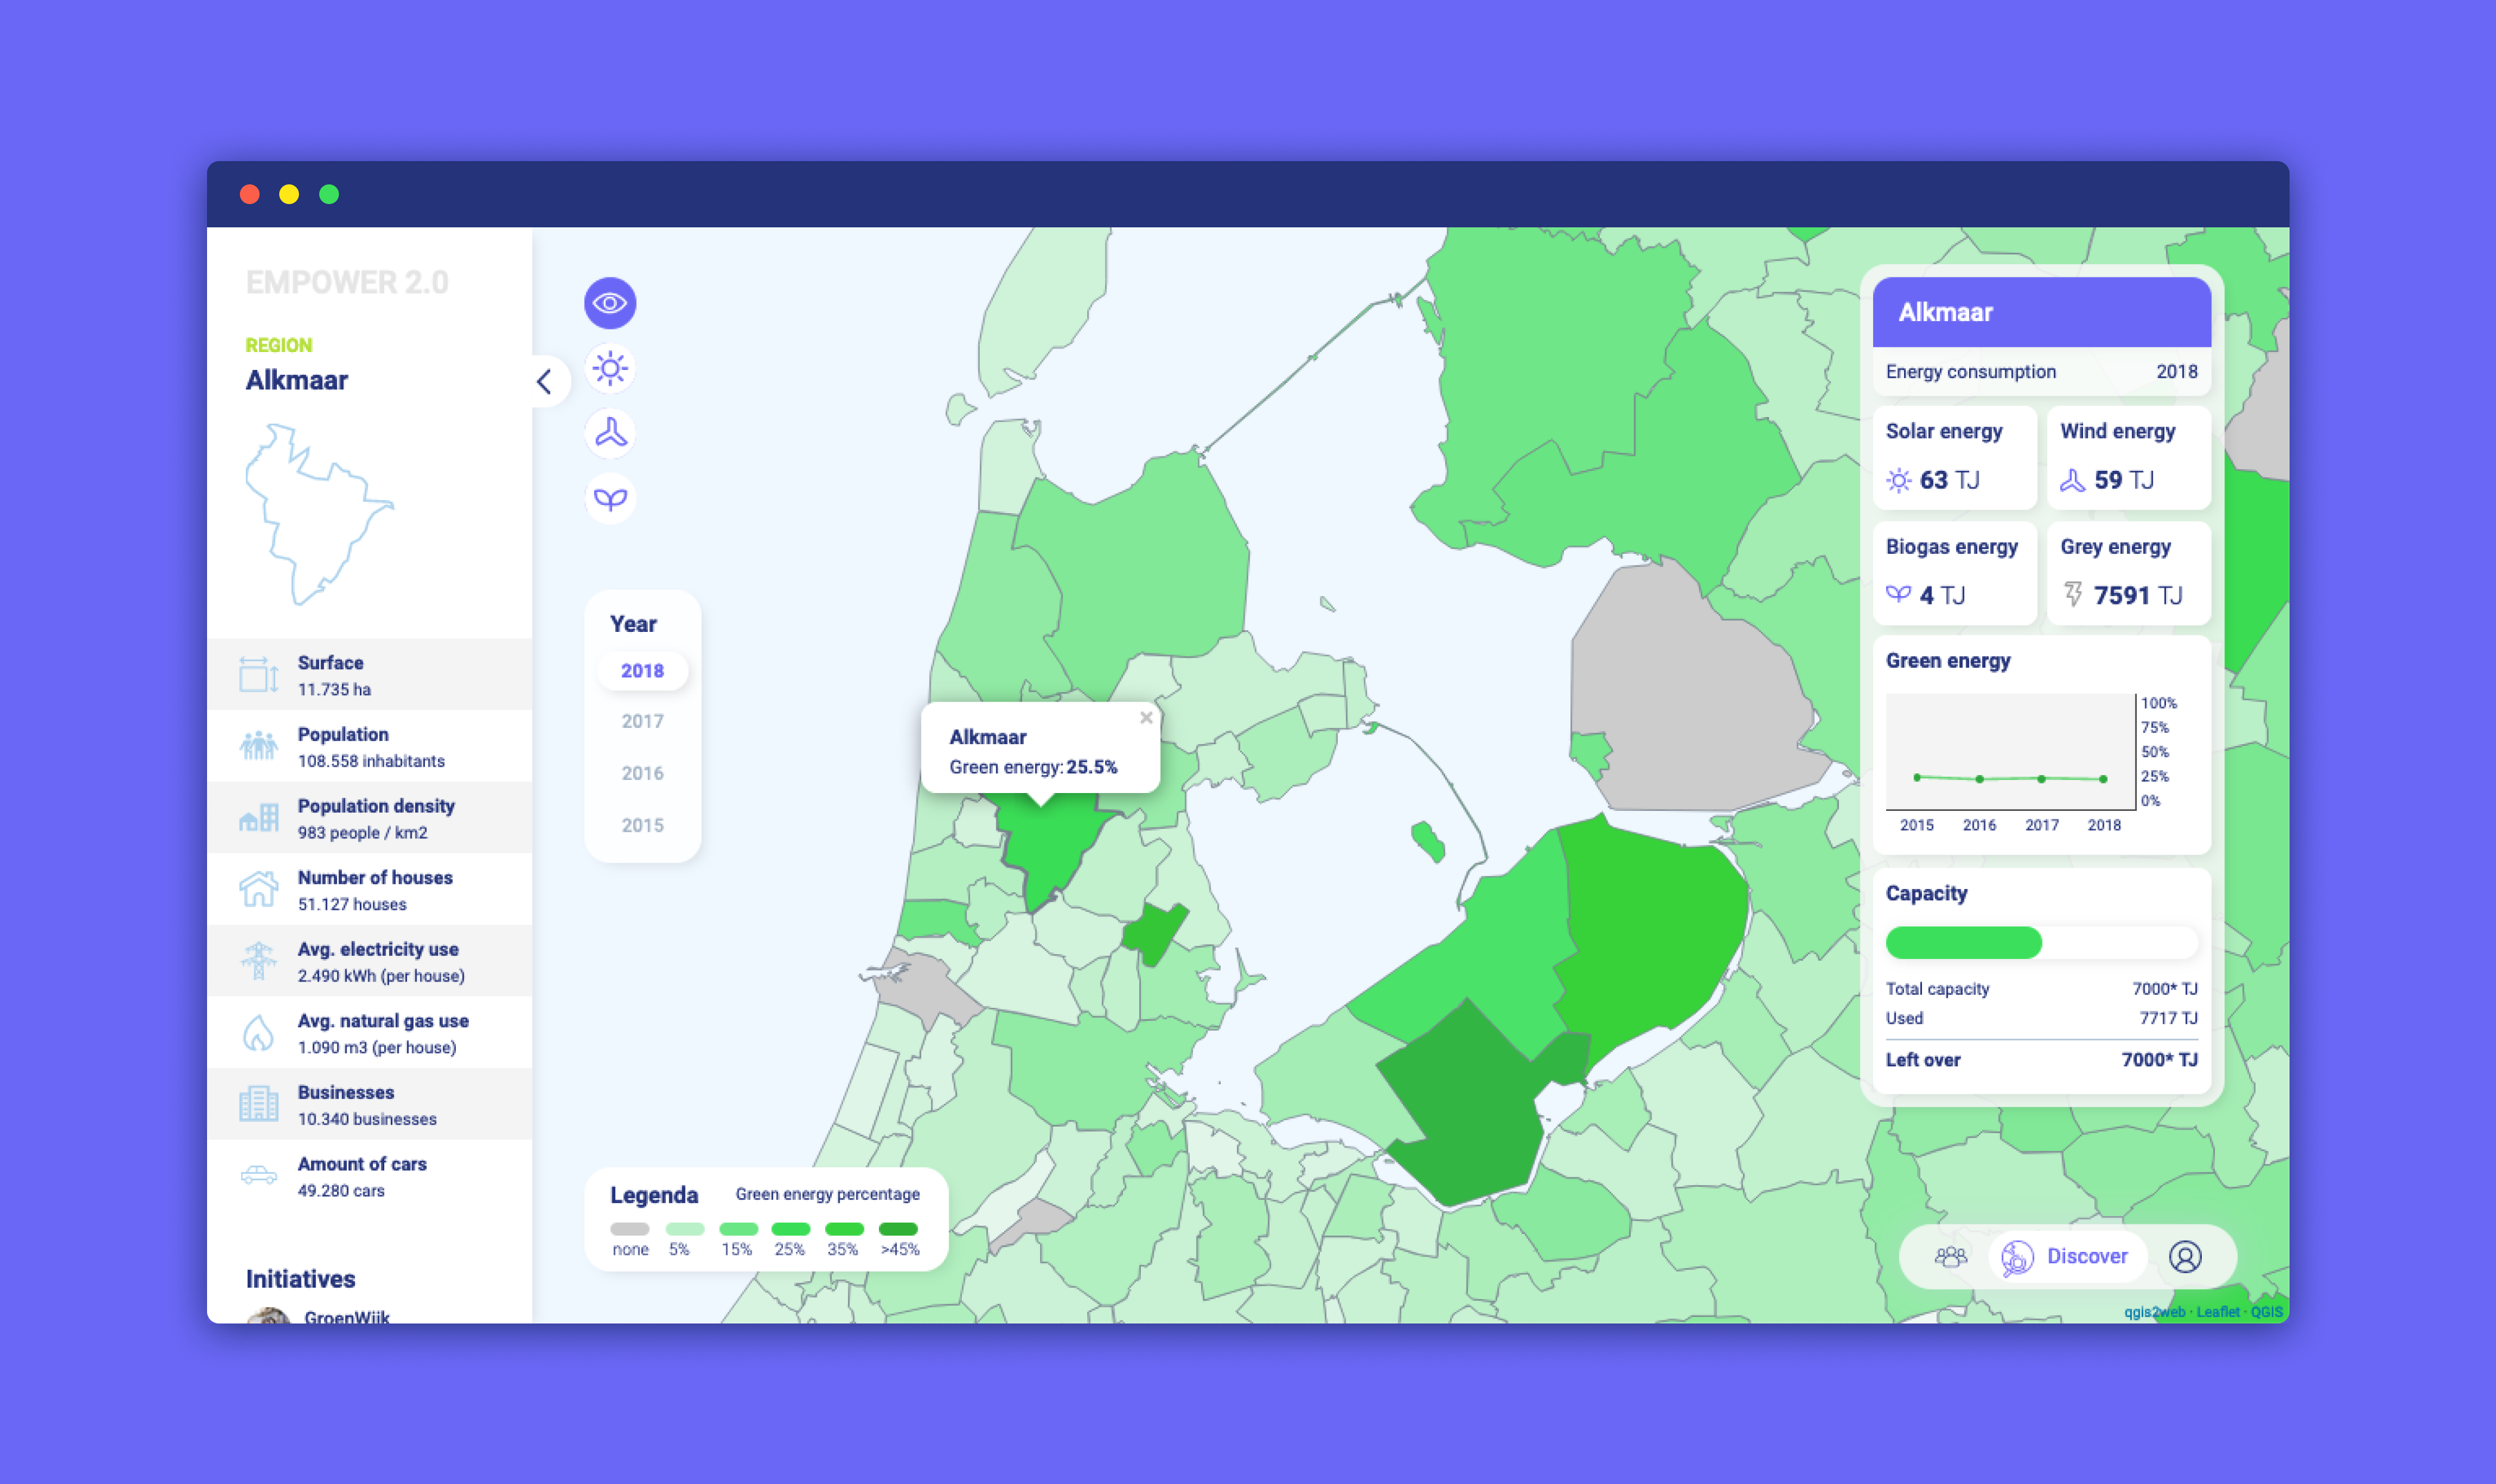 EMPOWER 2.0
REGION
Alkmaar
Surface
11.735 ha
Population
108.558 inhabitants
Population density
983 people / km2
Number of houses
51.127 houses
Avg. electricity use
2.490 kWh (per house)
Avg. natural gas use
1.090 m3 (per house)
Businesses
10.340 businesses
Amount of cars
49.280 cars
Initiatives
GroenWijk
Year
2018
2017
2016
2015
Alkmaar
Green energy: 25.5%
Legenda Green energy percentage
none 5% 15% 25% 35% >45%
Alkmaar
Energy consumption 2018
Solar energy
63 TJ
Wind energy
59 TJ
Biogas energy
4 TJ
Grey energy
7591 TJ
Green energy
100%
75%
50%
25%
0%
2015 2016 2017 2018
Capacity
Total capacity 7000* TJ
Used 7717 TJ
Left over 7000* TJ
Discover
qgis2web · Leaflet · QGIS